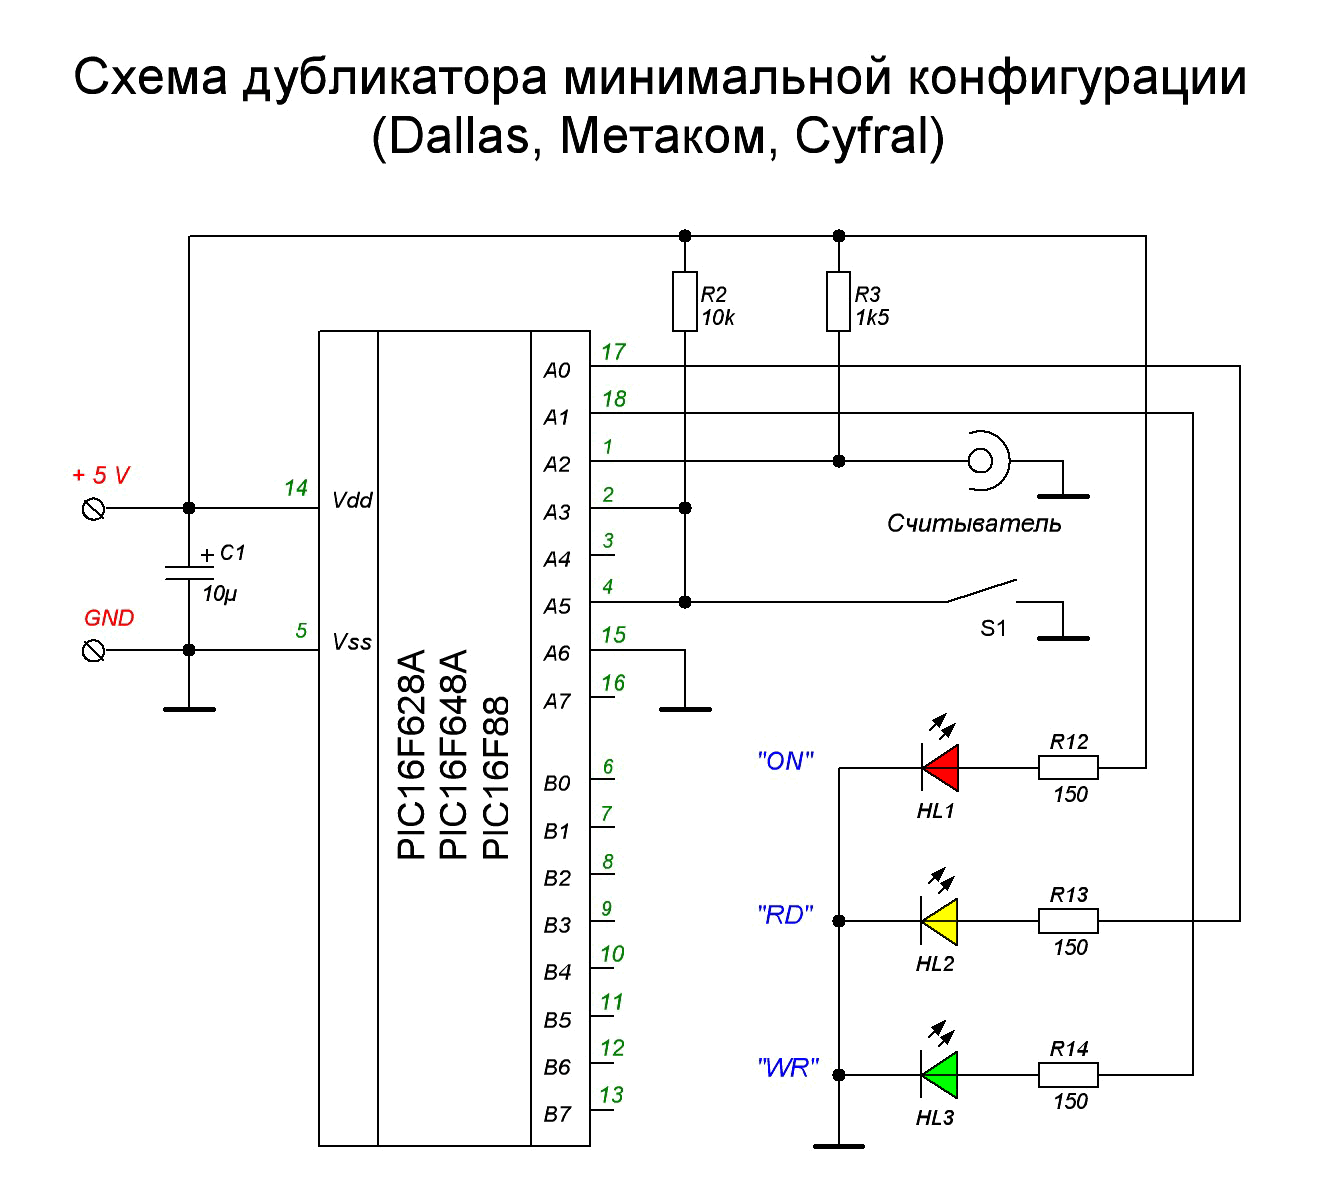 Схема дубликатора минимальной конфигурации
(Dallas, Метаком, Cyfral)
R2
10k
R3
1k5
A0 17
A1 18
A2 1
A3 2
A4 3
A5 4
A6 15
A7 16
B0 6
B1 7
B2 8
B3 9
B4 10
B5 11
B6 12
B7 13
+ 5 V
14 Vdd
+ C1
10µ
GND
5 Vss
PIC16F628A
PIC16F648A
PIC16F88
Считыватель
S1
"ON"
HL1
R12
150
"RD"
HL2
R13
150
"WR"
HL3
R14
150